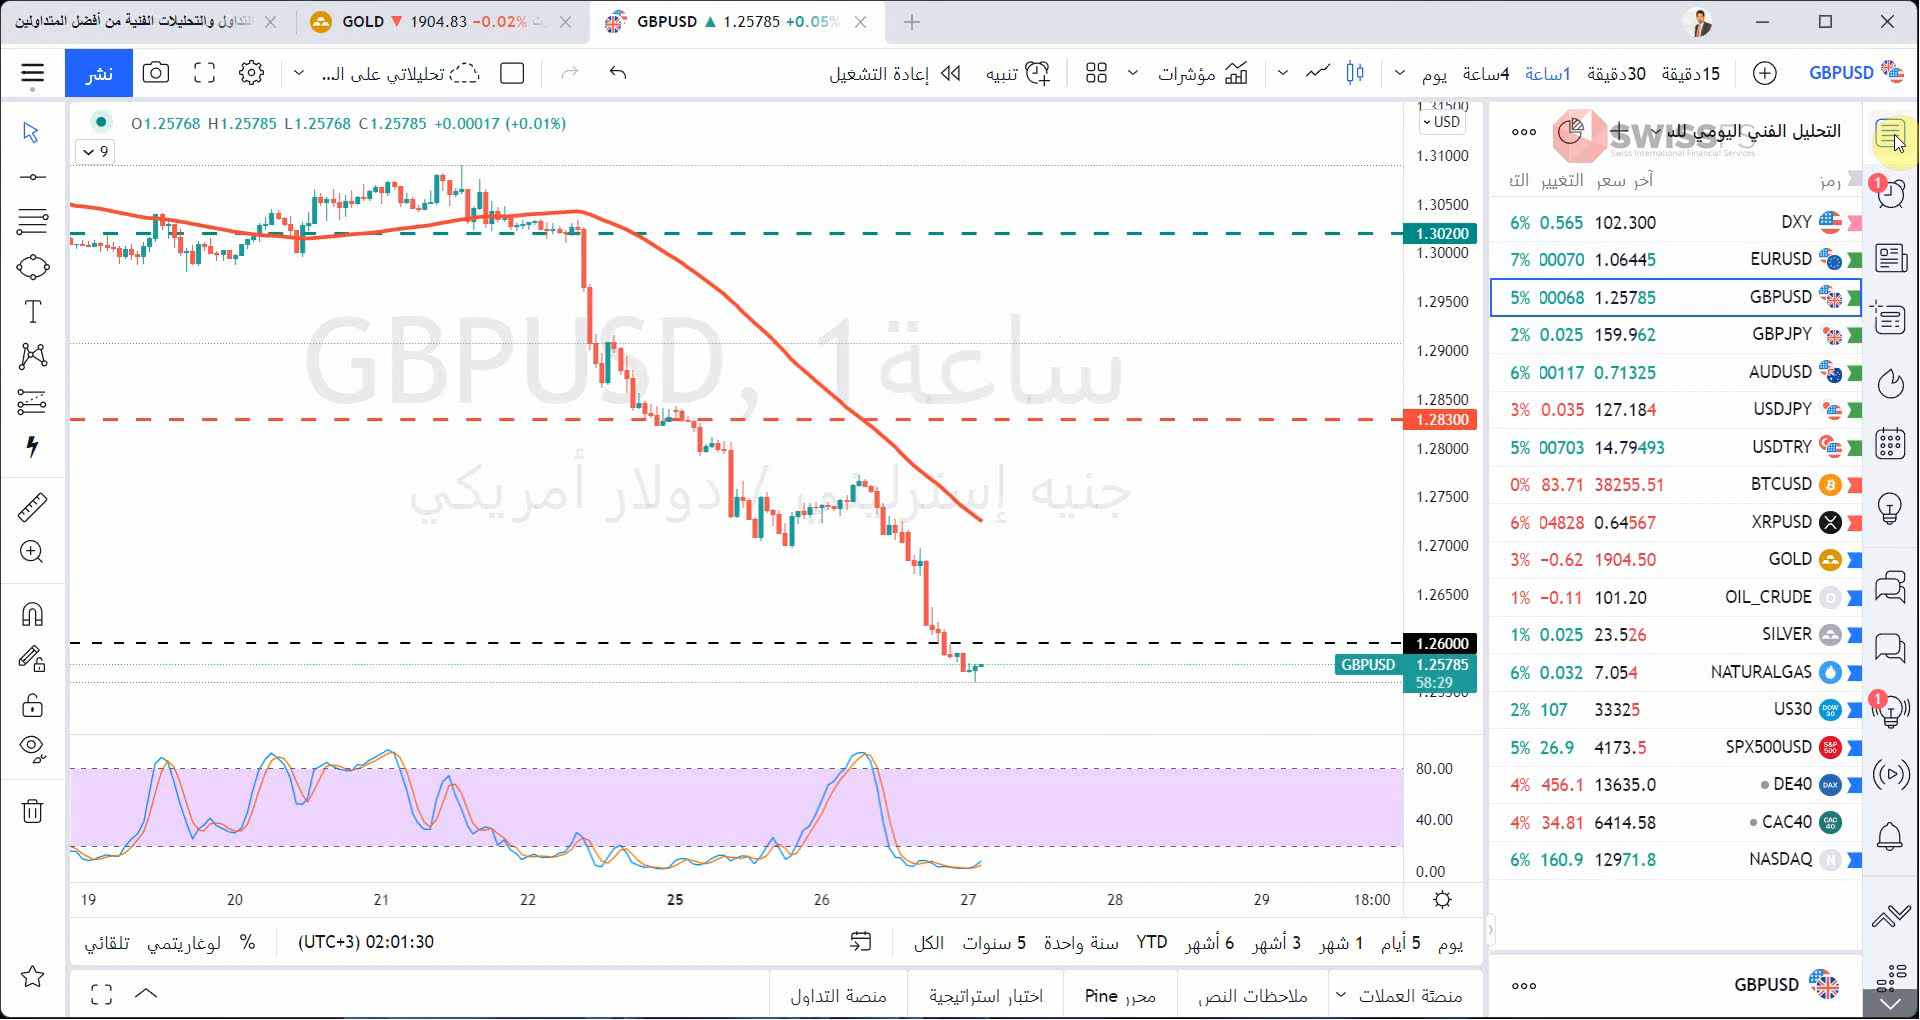 التداول والتحليلات الفنية من أفضل المتداولين
GOLD ▼ 1904.83 −0.02%
GBPUSD ▲ 1.25785 +0.05%
نشر
تحليلاتي على الـ...
إعادة التشغيل
تنبيه
مؤشرات
يوم
4ساعة
1ساعة
30دقيقة
15دقيقة
GBPUSD
O1.25768 H1.25785 L1.25768 C1.25785 +0.00017 (+0.01%)
9
GBPUSD, 1ساعة
جنيه إسترليني / دولار أمريكي
1.31500
USD
1.31000
1.30500
1.30200
1.30000
1.29500
1.29000
1.28500
1.28300
1.28000
1.27500
1.27000
1.26500
1.26000
GBPUSD 1.25785
58:29
80.00
40.00
0.00
19 20 21 22 25 26 27 28 29 18:00
تلقائي
لوغاريتمي
%
02:01:30 (UTC+3)
الكل
5 سنوات
سنة واحدة
YTD
6 أشهر
3 أشهر
1 شهر
5 أيام
يوم
منصة التداول
اختبار استراتيجية
محرر Pine
ملاحظات النص
منصة العملات
التحليل الفني اليومي للـ
SWISSFS
Swiss International Financial Services
رمز
آخر سعر
التغيير
DXY 102.300 0.565 6%
EURUSD 1.06445 00070 7%
GBPUSD 1.25785 00068 5%
GBPJPY 159.962 0.025 2%
AUDUSD 0.71325 00117 6%
USDJPY 127.184 0.035 3%
USDTRY 14.79493 00703 5%
BTCUSD 38255.51 83.71 0%
XRPUSD 0.64567 04828 6%
GOLD 1904.50 −0.62 3%
OIL_CRUDE 101.20 −0.11 1%
SILVER 23.526 0.025 1%
NATURALGAS 7.054 0.032 6%
US30 33325 107 2%
SPX500USD 4173.5 26.9 5%
DE40 13635.0 456.1 4%
CAC40 6414.58 34.81 4%
NASDAQ 12971.8 160.9 6%
GBPUSD
1
1